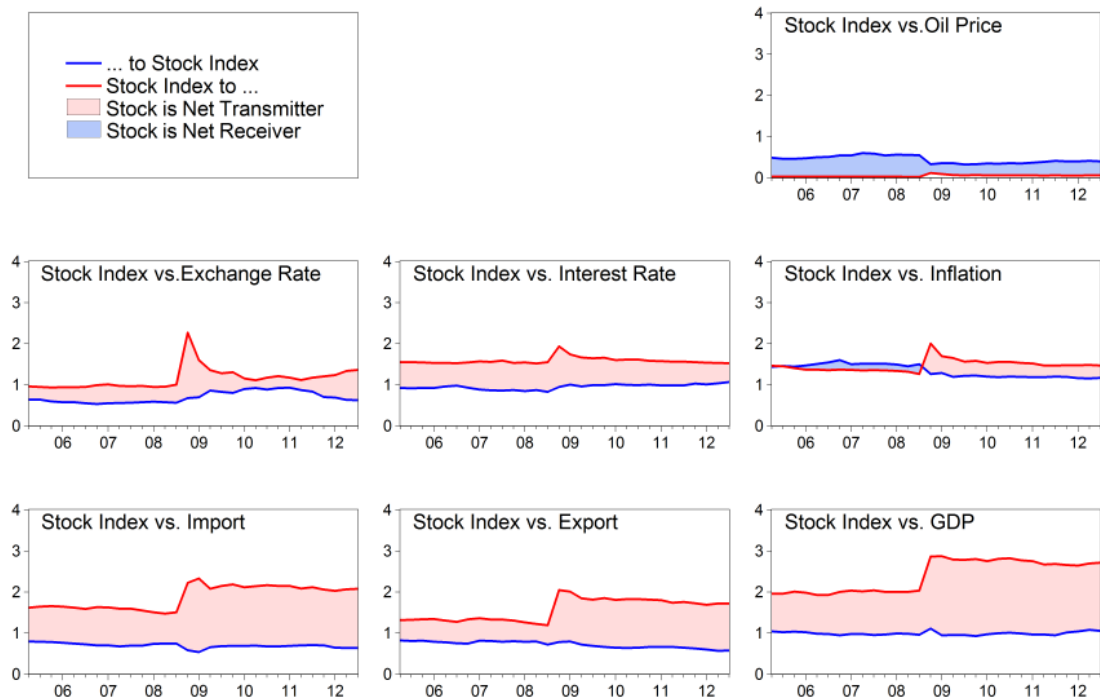 ... to Stock Index
Stock Index to ...
Stock is Net Transmitter
Stock is Net Receiver
Stock Index vs.Oil Price
4
3
2
1
0
06 07 08 09 10 11 12
Stock Index vs.Exchange Rate
4
3
2
1
0
06 07 08 09 10 11 12
Stock Index vs. Interest Rate
4
3
2
1
0
06 07 08 09 10 11 12
Stock Index vs. Inflation
4
3
2
1
0
06 07 08 09 10 11 12
Stock Index vs. Import
4
3
2
1
0
06 07 08 09 10 11 12
Stock Index vs. Export
4
3
2
1
0
06 07 08 09 10 11 12
Stock Index vs. GDP
4
3
2
1
0
06 07 08 09 10 11 12